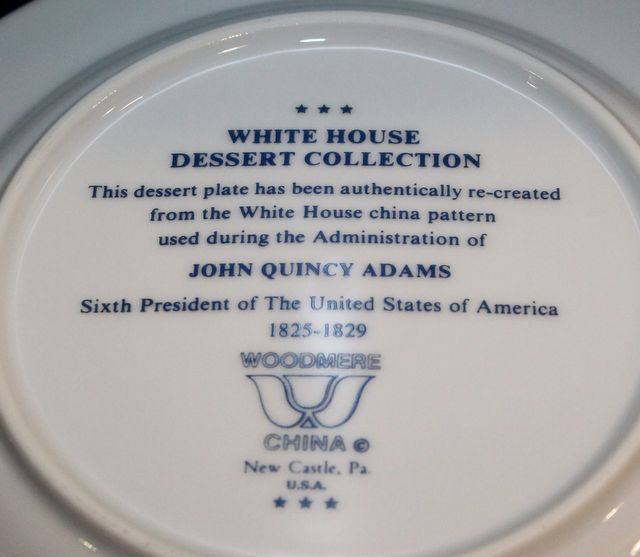 ★ ★ ★
WHITE HOUSE
DESSERT COLLECTION
This dessert plate has been authentically re-created
from the White House china pattern
used during the Administration of
JOHN QUINCY ADAMS
Sixth President of The United States of America
1825-1829
WOODMERE
CHINA ©
New Castle, Pa.
U.S.A.
★ ★ ★